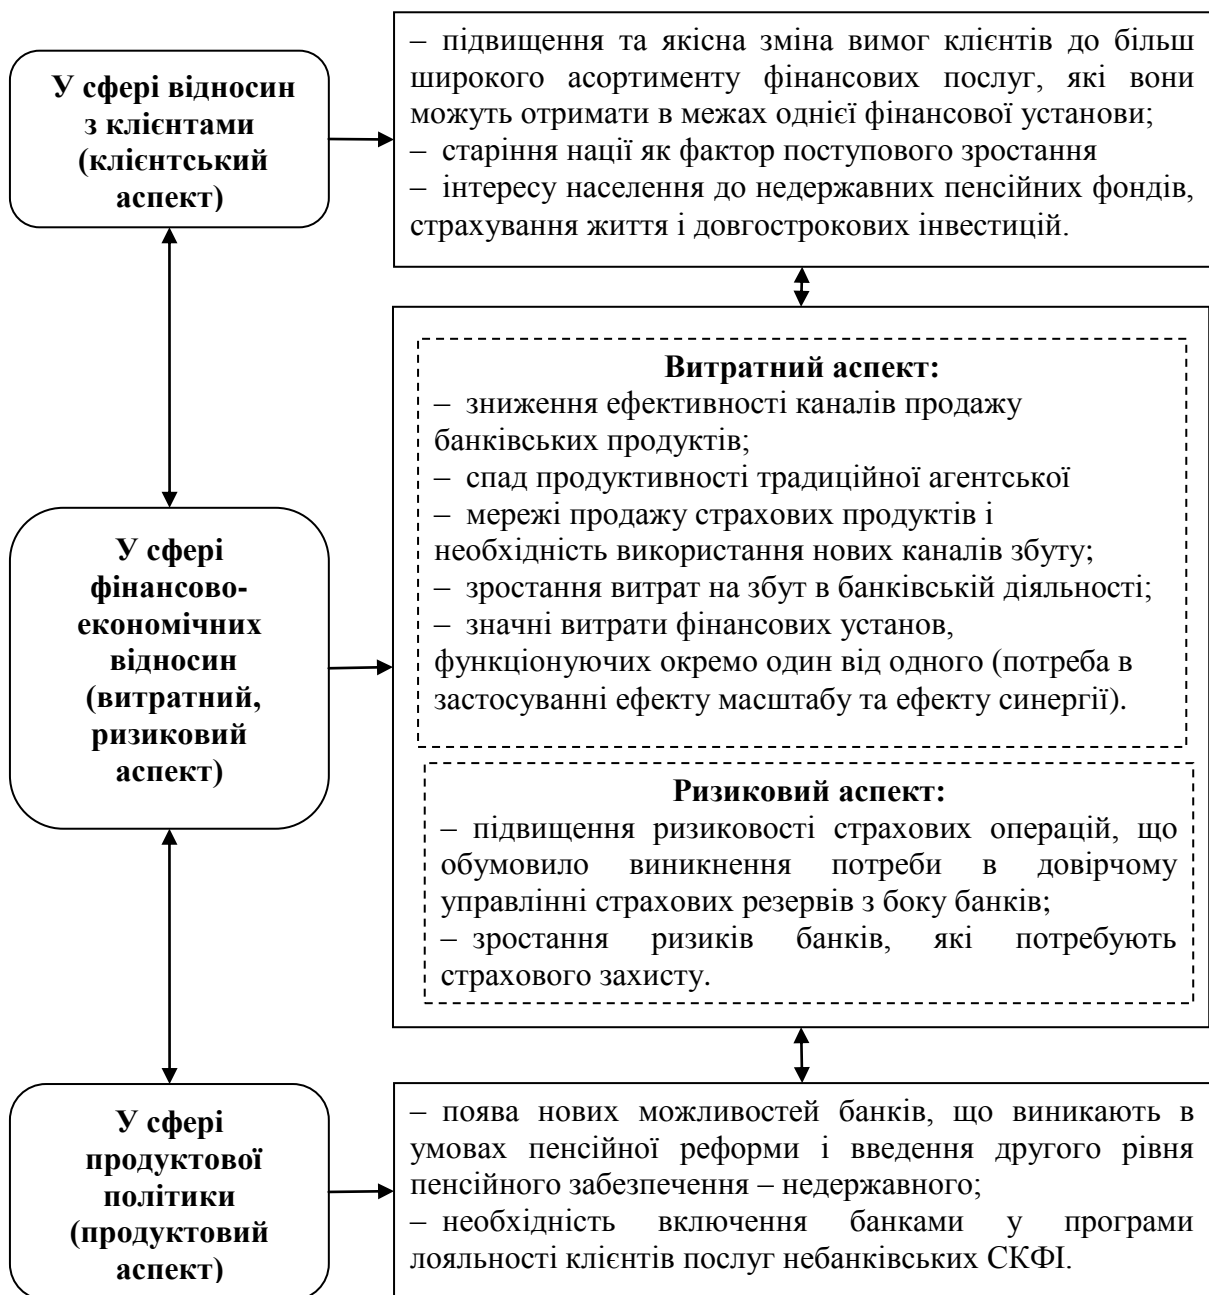 У сфері відносин
з клієнтами
(клієнтський
аспект)
– підвищення та якісна зміна вимог клієнтів до більш
широкого асортименту фінансових послуг, які вони
можуть отримати в межах однієї фінансової установи;
– старіння нації як фактор поступового зростання
– інтересу населення до недержавних пенсійних фондів,
страхування життя і довгострокових інвестицій.
У сфері
фінансово-
економічних
відносин
(витратний,
ризиковий
аспект)
Витратний аспект:
– зниження ефективності каналів продажу
банківських продуктів;
– спад продуктивності традиційної агентської
– мережі продажу страхових продуктів і
необхідність використання нових каналів збуту;
– зростання витрат на збут в банківській діяльності;
– значні витрати фінансових установ,
функціонуючих окремо один від одного (потреба в
застосуванні ефекту масштабу та ефекту синергії).
Ризиковий аспект:
– підвищення ризиковості страхових операцій, що
обумовило виникнення потреби в довірчому
управлінні страхових резервів з боку банків;
– зростання ризиків банків, які потребують
страхового захисту.
У сфері
продуктової
політики
(продуктовий
аспект)
– поява нових можливостей банків, що виникають в
умовах пенсійної реформи і введення другого рівня
пенсійного забезпечення – недержавного;
– необхідність включення банками у програми
лояльності клієнтів послуг небанківських СКФІ.